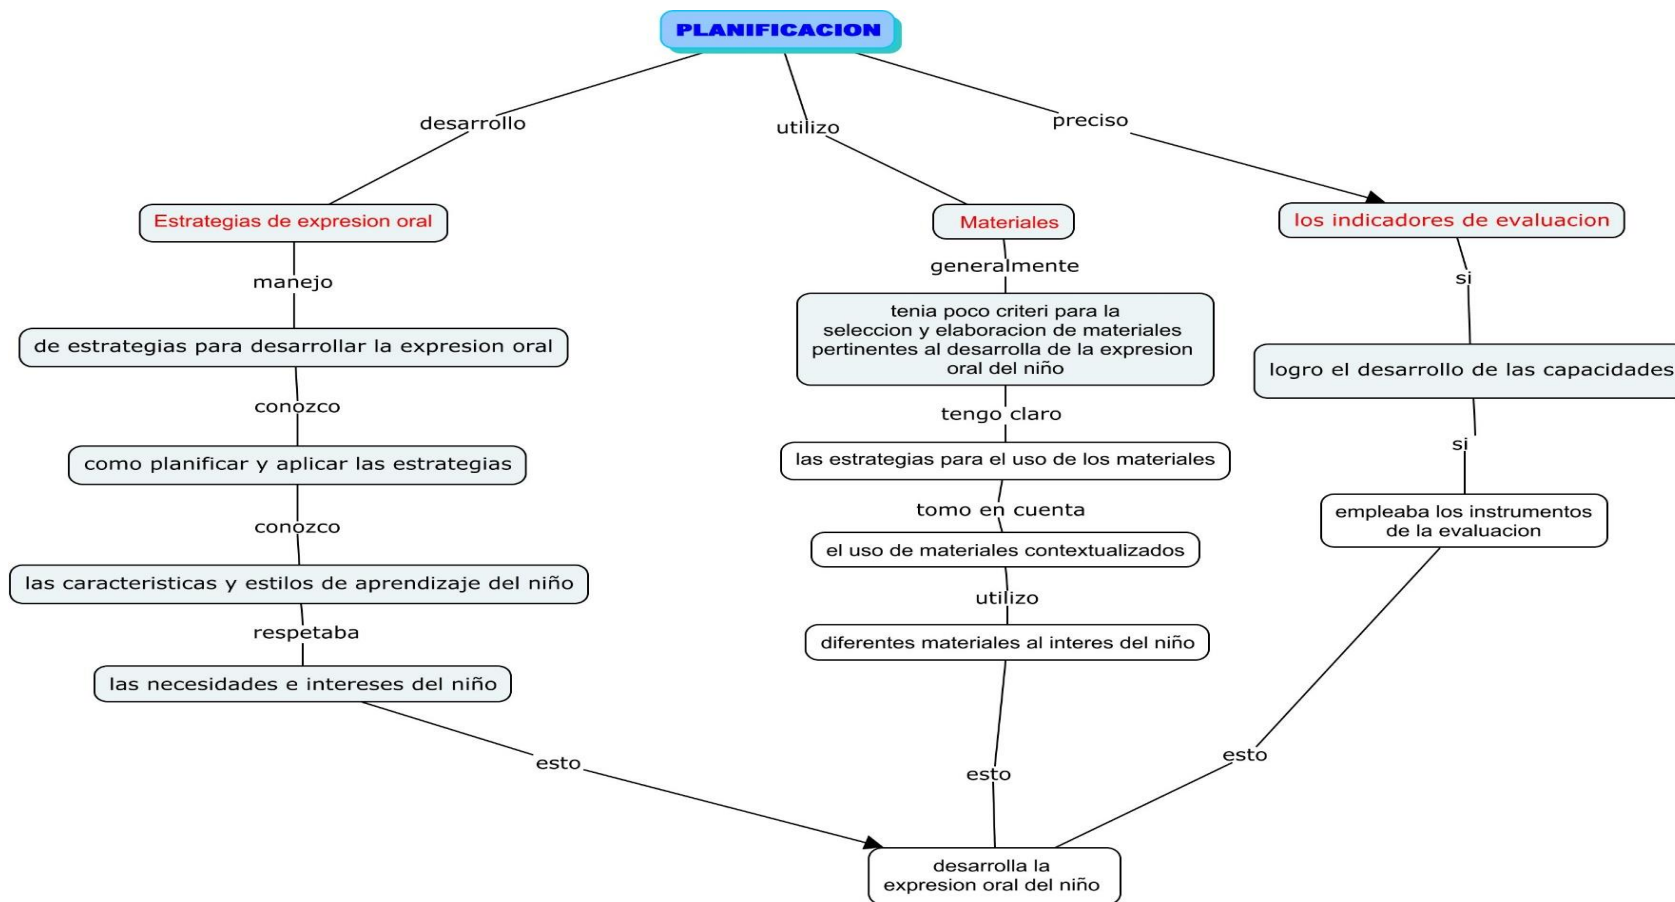 PLANIFICACION
desarrollo
utilizo
preciso
Estrategias de expresion oral
manejo
de estrategias para desarrollar la expresion oral
conozco
como planificar y aplicar las estrategias
conozco
las caracteristicas y estilos de aprendizaje del niño
respetaba
las necesidades e intereses del niño
esto
Materiales
generalmente
tenia poco criteri para la
seleccion y elaboracion de materiales
pertinentes al desarrolla de la expresion
oral del niño
tengo claro
las estrategias para el uso de los materiales
tomo en cuenta
el uso de materiales contextualizados
utilizo
diferentes materiales al interes del niño
esto
los indicadores de evaluacion
si
logro el desarrollo de las capacidades
si
empleaba los instrumentos
de la evaluacion
esto
desarrolla la
expresion oral del niño